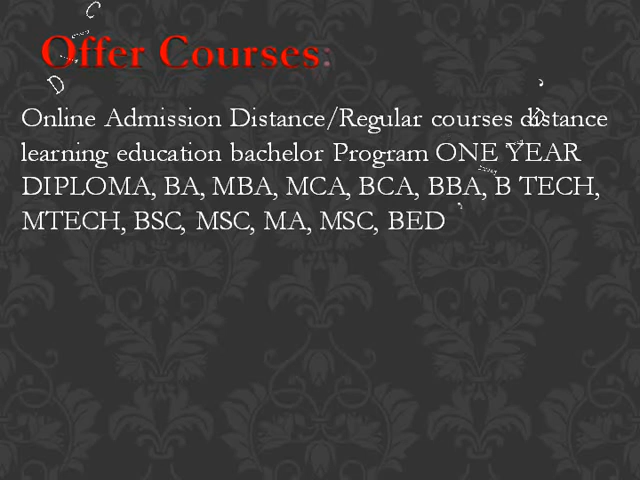 Offer Courses:
Online Admission Distance/Regular courses distance
learning education bachelor Program ONE YEAR
DIPLOMA, BA, MBA, MCA, BCA, BBA, B TECH,
MTECH, BSC, MSC, MA, MSC, BED